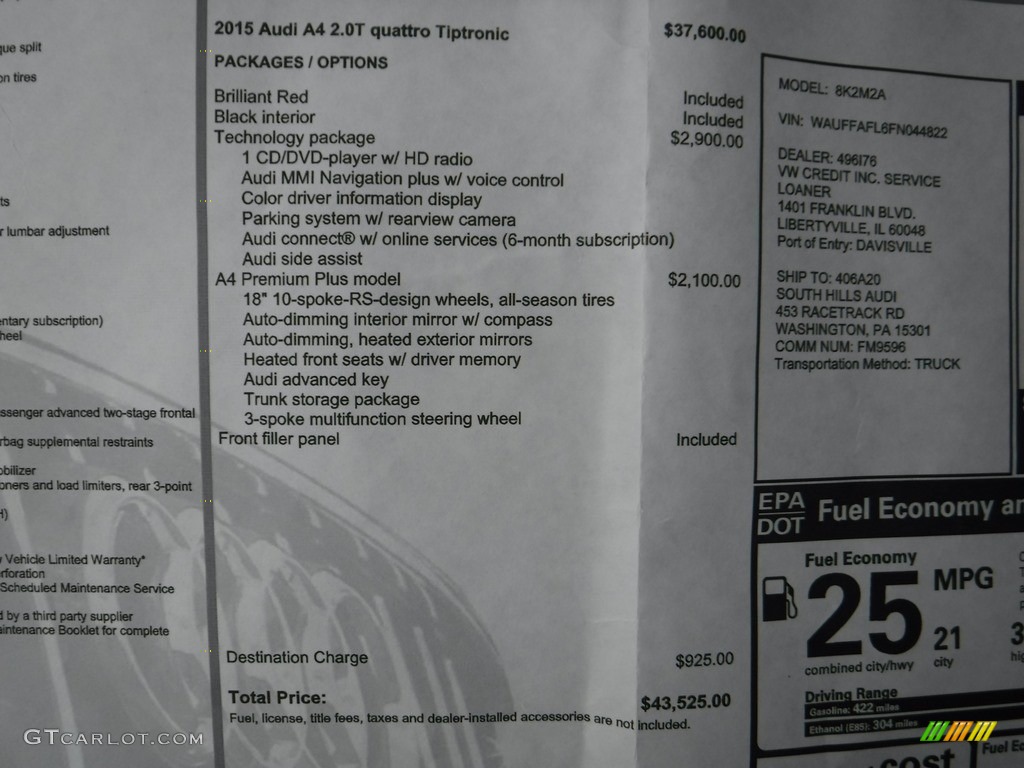 que split
on tires
ts
r lumbar adjustment
entary subscription)
heel
ssenger advanced two-stage frontal
rbag supplemental restraints
obilizer
oners and load limiters, rear 3-point
H)
y Vehicle Limited Warranty*
rforation
Scheduled Maintenance Service
d by a third party supplier
aintenance Booklet for complete
2015 Audi A4 2.0T quattro Tiptronic $37,600.00
PACKAGES / OPTIONS
Brilliant Red Included
Black interior Included
Technology package $2,900.00
1 CD/DVD-player w/ HD radio
Audi MMI Navigation plus w/ voice control
Color driver information display
Parking system w/ rearview camera
Audi connect® w/ online services (6-month subscription)
Audi side assist
A4 Premium Plus model $2,100.00
18" 10-spoke-RS-design wheels, all-season tires
Auto-dimming interior mirror w/ compass
Auto-dimming, heated exterior mirrors
Heated front seats w/ driver memory
Audi advanced key
Trunk storage package
3-spoke multifunction steering wheel
Front filler panel Included
Destination Charge $925.00
Total Price: $43,525.00
Fuel, license, title fees, taxes and dealer-installed accessories are not included.
MODEL: 8K2M2A
VIN: WAUFFAFL6FN044822
DEALER: 496I76
VW CREDIT INC. SERVICE
LOANER
1401 FRANKLIN BLVD.
LIBERTYVILLE, IL 60048
Port of Entry: DAVISVILLE
SHIP TO: 406A20
SOUTH HILLS AUDI
453 RACETRACK RD
WASHINGTON, PA 15301
COMM NUM: FM9596
Transportation Method: TRUCK
EPA
DOT
Fuel Economy an
Fuel Economy
25 MPG
21
combined city/hwy city
3
hig
Driving Range
Gasoline: 422 miles
Ethanol (E85): 304 miles
cost
Fuel Ec
GTCARLOT.COM